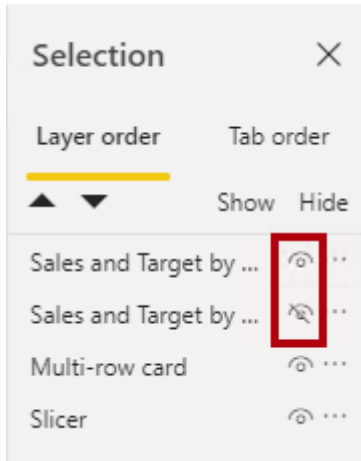 Selection
Layer order Tab order
Show Hide
Sales and Target by ...
Sales and Target by ...
Multi-row card
Slicer